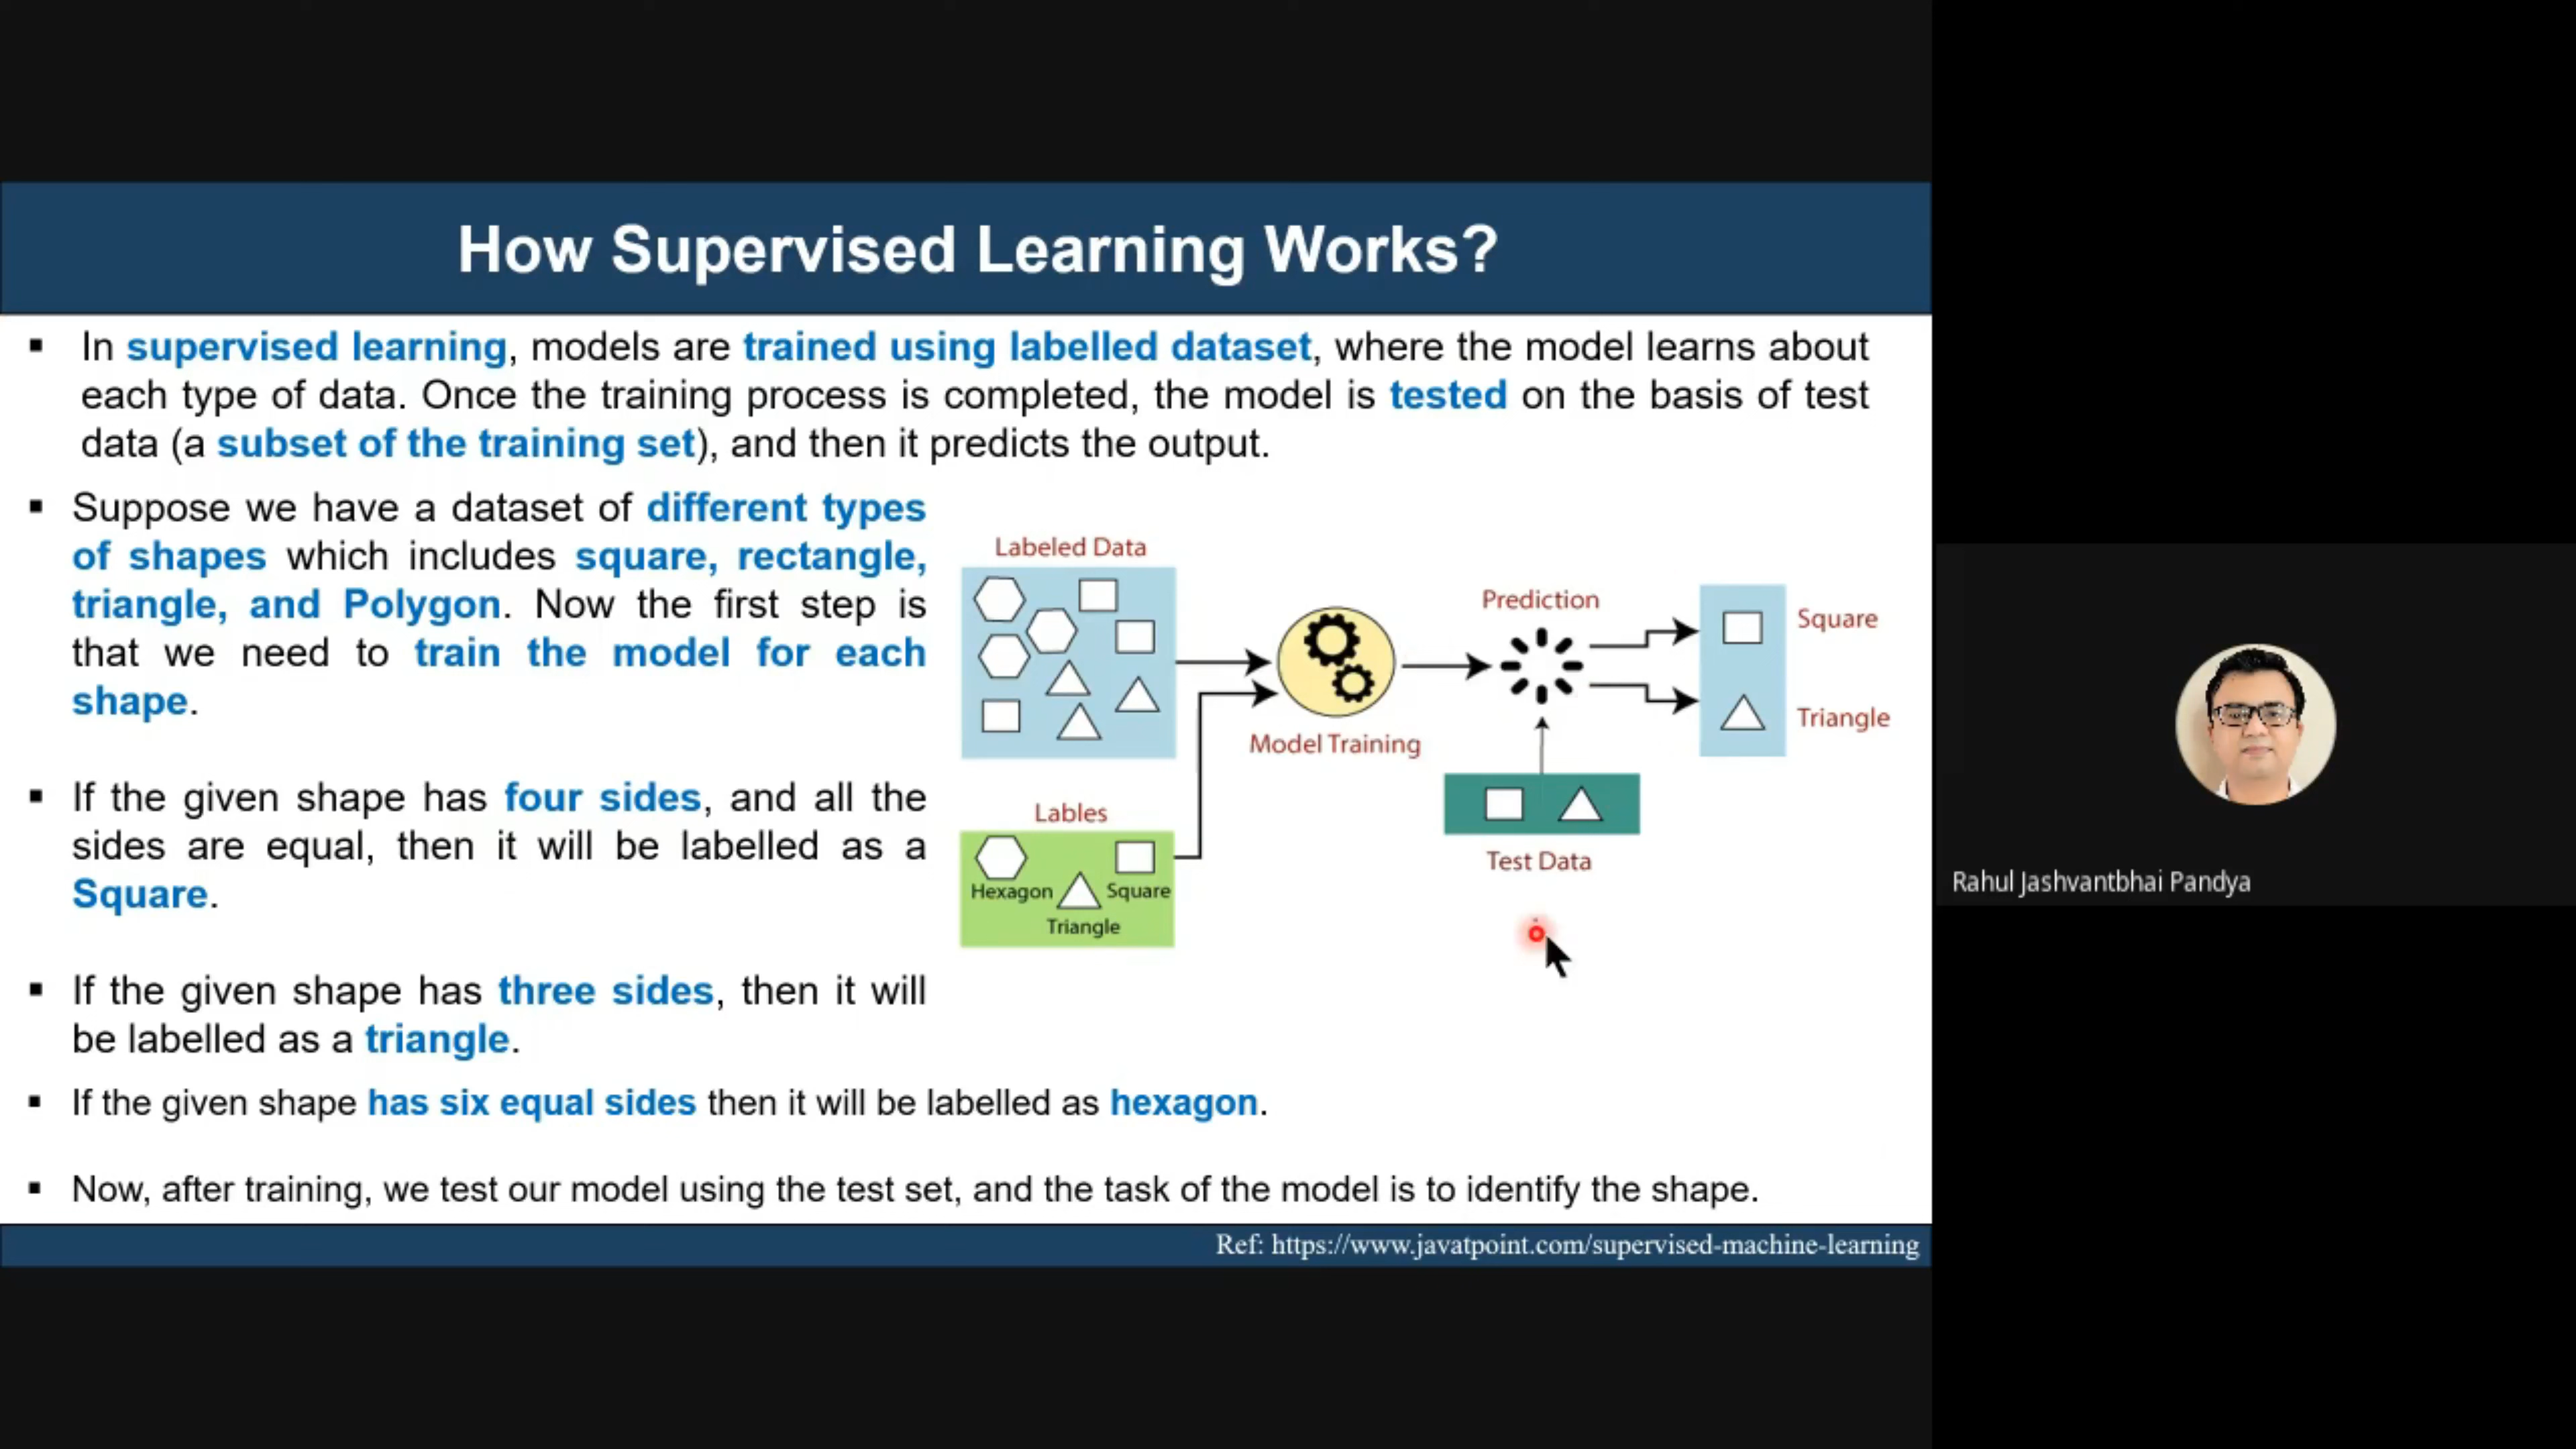 How Supervised Learning Works?
▪ In supervised learning, models are trained using labelled dataset, where the model learns about
each type of data. Once the training process is completed, the model is tested on the basis of test
data (a subset of the training set), and then it predicts the output.
▪ Suppose we have a dataset of different types
of shapes which includes square, rectangle,
triangle, and Polygon. Now the first step is
that we need to train the model for each
shape.
▪ If the given shape has four sides, and all the
sides are equal, then it will be labelled as a
Square.
▪ If the given shape has three sides, then it will
be labelled as a triangle.
▪ If the given shape has six equal sides then it will be labelled as hexagon.
▪ Now, after training, we test our model using the test set, and the task of the model is to identify the shape.
Labeled Data
Lables
Hexagon
Square
Triangle
Model Training
Prediction
Test Data
Square
Triangle
Ref: https://www.javatpoint.com/supervised-machine-learning
Rahul Jashvantbhai Pandya